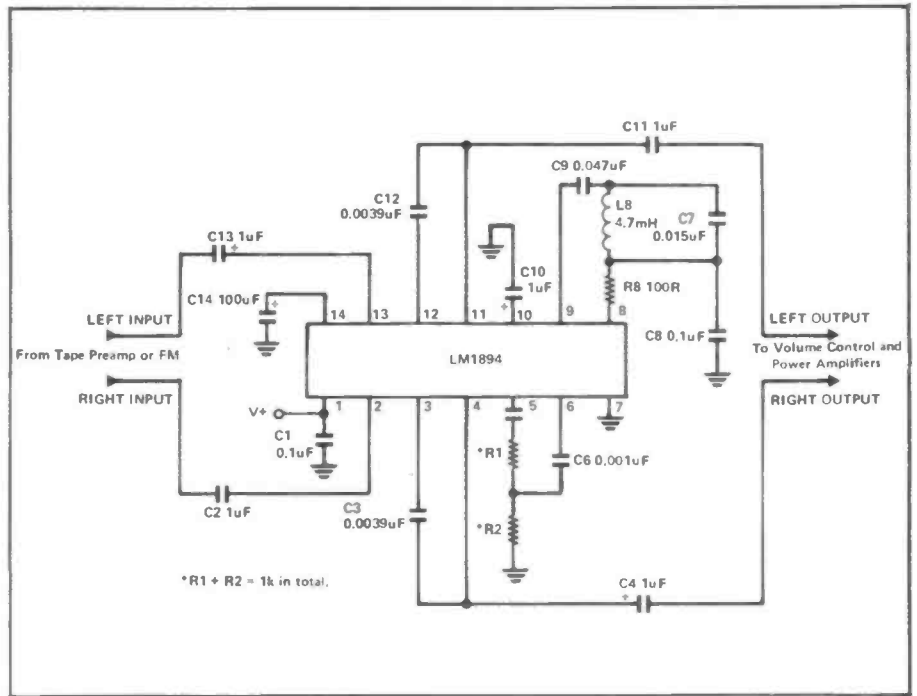 C11 1uF
C9 0.047uF
C12
0.0039uF
L8
4.7mH
C7
0.015uF
C13 1uF
+
C10
1uF
+
C14 100uF
+
R8 100R
LEFT INPUT
14
13
12
11
10
9
8
C8 0.1uF
LEFT OUTPUT
From Tape Preamp or FM
LM1894
To Volume Control and
Power Amplifiers
RIGHT INPUT
RIGHT OUTPUT
V+
1
2
3
4
5
6
7
C1
0.1uF
*R1
C6 0.001uF
C2 1uF
C3
0.0039uF
*R2
*R1 + R2 = 1k in total.
C4 1uF
+